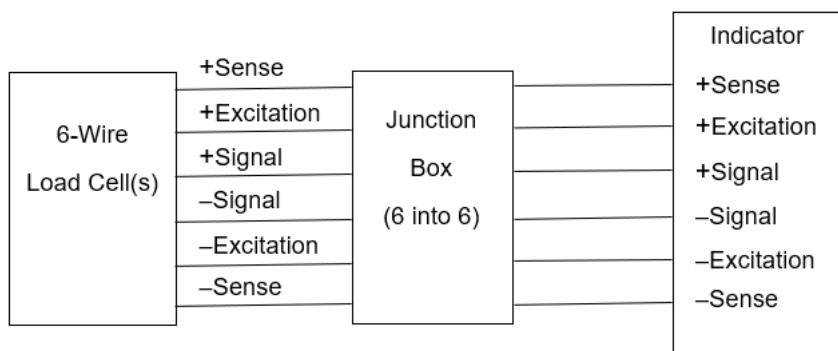 6-Wire
Load Cell(s)
+Sense
+Excitation
+Signal
–Signal
–Excitation
–Sense
Junction
Box
(6 into 6)
Indicator
+Sense
+Excitation
+Signal
–Signal
–Excitation
–Sense